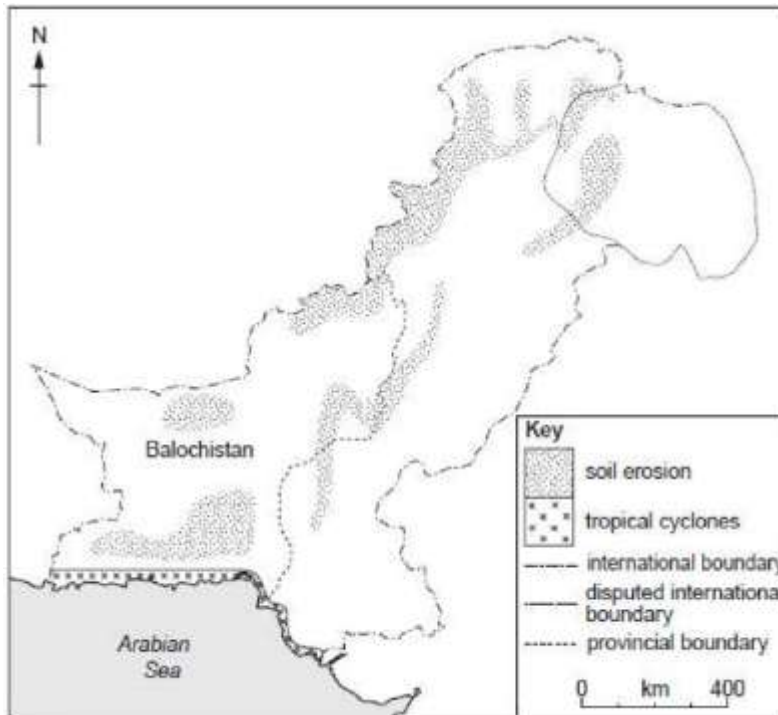 N
Balochistan
Arabian
Sea
Key
soil erosion
tropical cyclones
international boundary
disputed international
boundary
provincial boundary
0 km 400